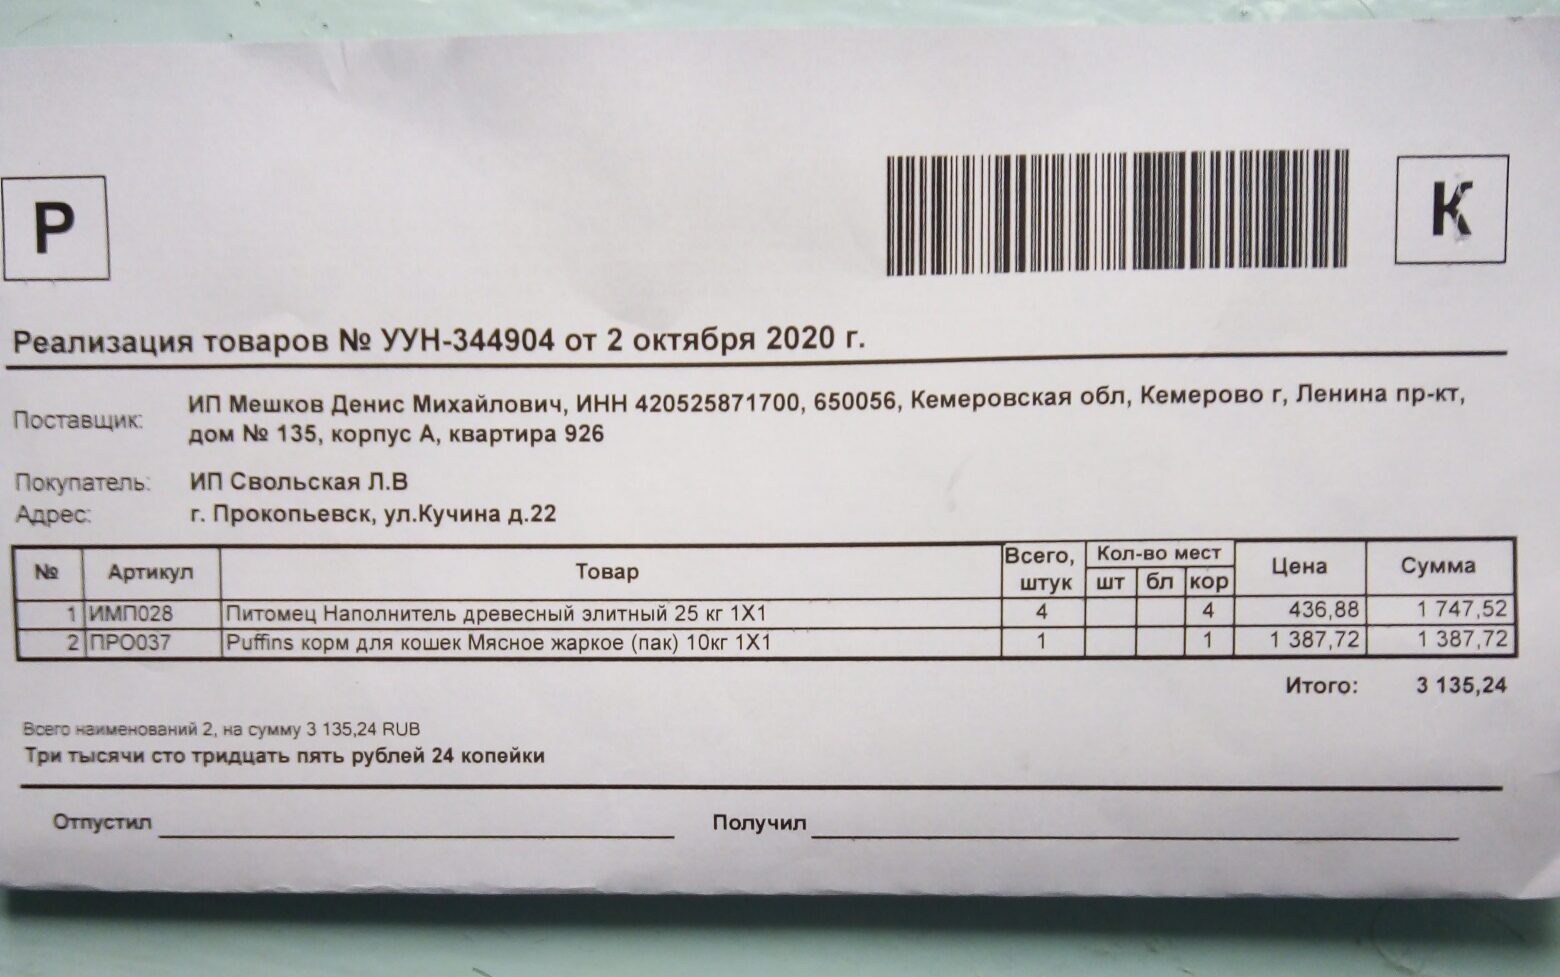 Р
К
Реализация товаров № УУН-344904 от 2 октября 2020 г.
Поставщик: ИП Мешков Денис Михайлович, ИНН 420525871700, 650056, Кемеровская обл, Кемерово г, Ленина пр-кт,
дом № 135, корпус А, квартира 926
Покупатель: ИП Свольская Л.В
Адрес: г. Прокопьевск, ул.Кучина д.22
№ Артикул Товар Всего, штук Кол-во мест шт бл кор Цена Сумма
1 ИМП028 Питомец Наполнитель древесный элитный 25 кг 1Х1 4 4 436,88 1 747,52
2 ПРО037 Puffins корм для кошек Мясное жаркое (пак) 10кг 1Х1 1 1 1 387,72 1 387,72
Итого: 3 135,24
Всего наименований 2, на сумму 3 135,24 RUB
Три тысячи сто тридцать пять рублей 24 копейки
Отпустил Получил